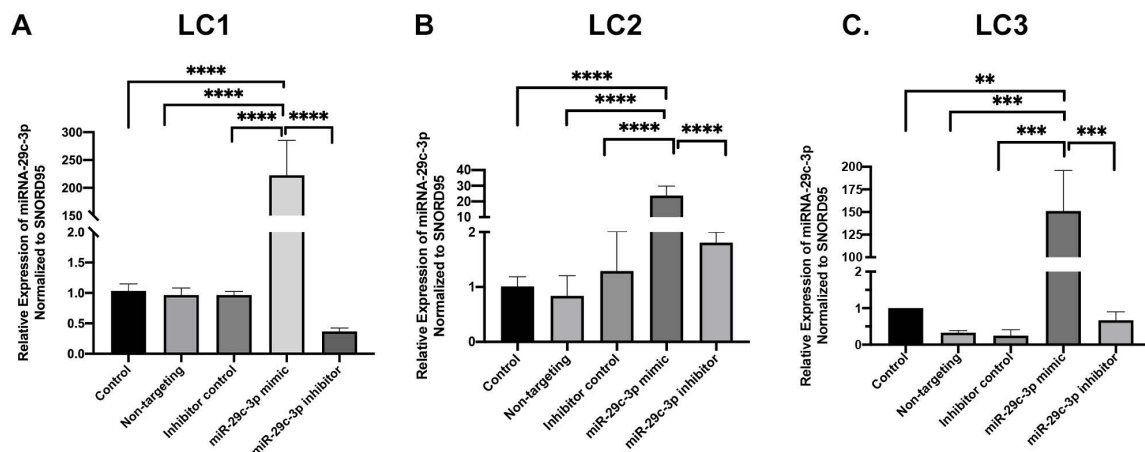 A
LC1
****
****
****
****
Relative Expression of miRNA-29c-3p
Normalized to SNORD95
300
250
200
150
2.0
1.5
1.0
0.5
0.0
Control
Non-targeting
Inhibitor control
miR-29c-3p mimic
miR-29c-3p inhibitor
B
LC2
****
****
****
****
Relative Expression of miRNA-29c-3p
Normalized to SNORD95
40
30
20
10
2
1
0
Control
Non-targeting
Inhibitor control
miR-29c-3p mimic
miR-29c-3p inhibitor
C.
LC3
**
***
***
***
Relative Expression of miRNA-29c-3p
Normalized to SNORD95
200
175
150
125
100
2
1
0
Control
Non-targeting
Inhibitor control
miR-29c-3p mimic
miR-29c-3p inhibitor